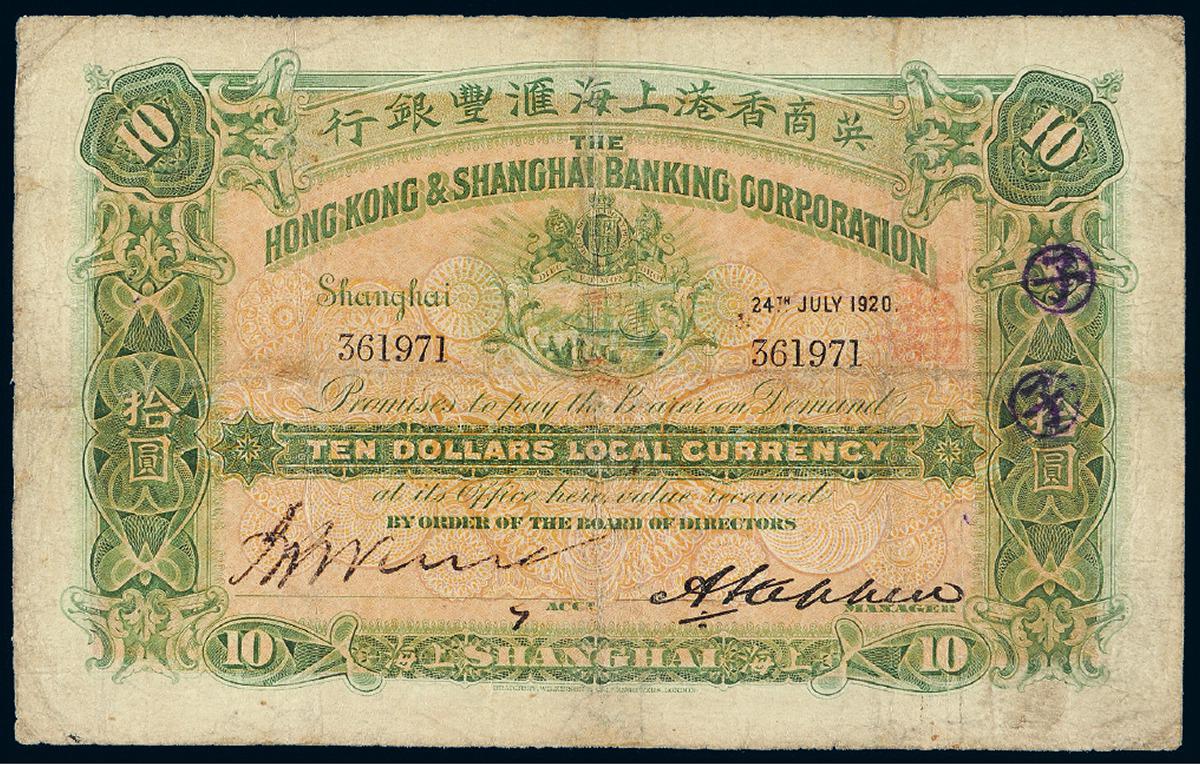 10
10
行銀豐滙海上港香商英
THE
HONG KONG & SHANGHAI BANKING CORPORATION
Shanghai
24TH JULY 1920.
361971
361971
拾圓
拾圓
Promises to pay the Bearer on Demand
TEN DOLLARS LOCAL CURRENCY
at its Office here value received
BY ORDER OF THE BOARD OF DIRECTORS
ACCT
MANAGER
10
SHANGHAI
10